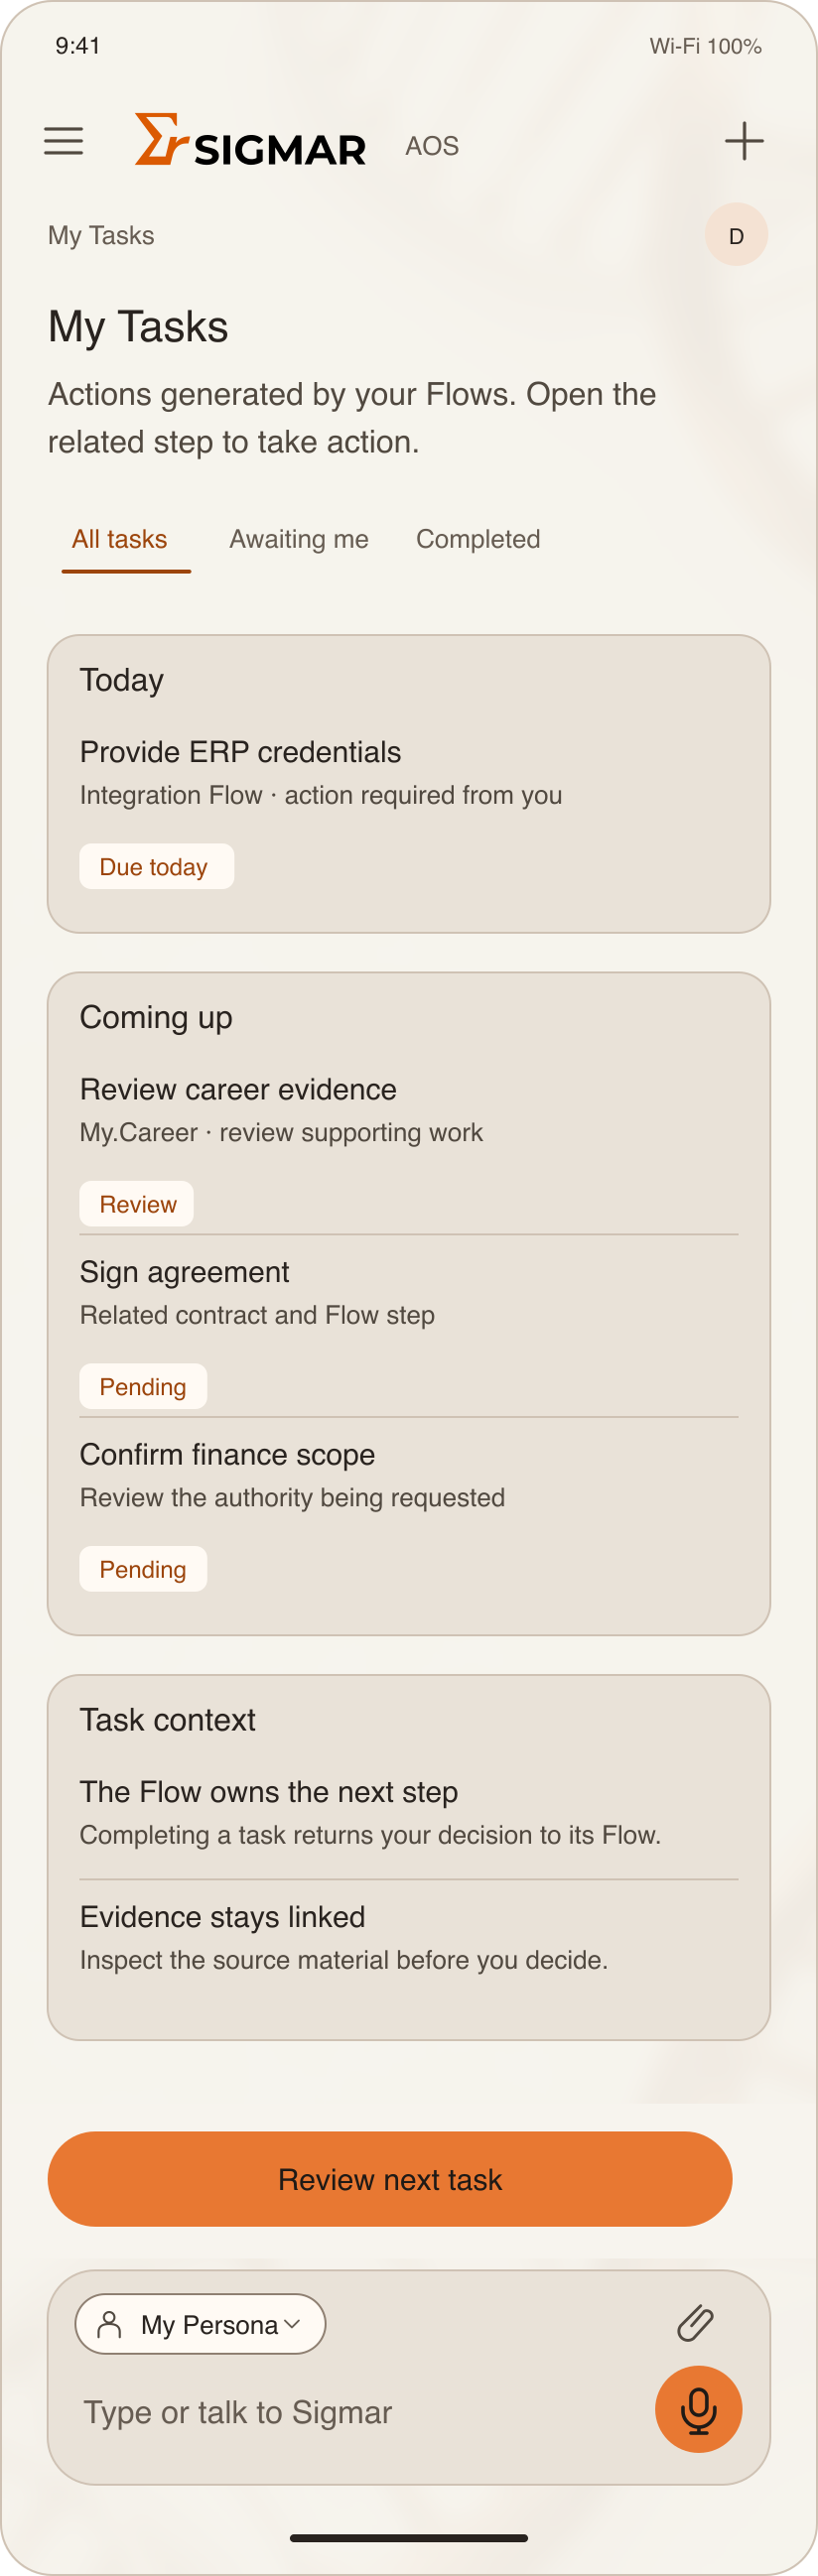 9:41
Wi-Fi 100%
Σr SIGMAR
AOS
My Tasks
D
My Tasks
Actions generated by your Flows. Open the
related step to take action.
All tasks
Awaiting me
Completed
Today
Provide ERP credentials
Integration Flow · action required from you
Due today
Coming up
Review career evidence
My.Career · review supporting work
Review
Sign agreement
Related contract and Flow step
Pending
Confirm finance scope
Review the authority being requested
Pending
Task context
The Flow owns the next step
Completing a task returns your decision to its Flow.
Evidence stays linked
Inspect the source material before you decide.
Review next task
My Persona
Type or talk to Sigmar